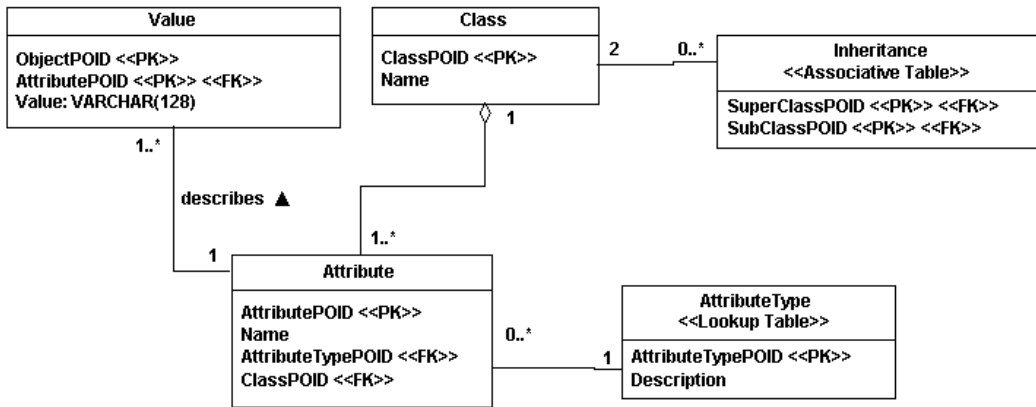 Value
ObjectPOID <<PK>>
AttributePOID <<PK>> <<FK>>
Value: VARCHAR(128)
Class
ClassPOID <<PK>>
Name
2
0..*
Inheritance
<<Associative Table>>
SuperClassPOID <<PK>> <<FK>>
SubClassPOID <<PK>> <<FK>>
1
1..*
describes ▲
1..*
1
Attribute
AttributePOID <<PK>>
Name
AttributeTypePOID <<FK>>
ClassPOID <<FK>>
0..*
1
AttributeType
<<Lookup Table>>
AttributeTypePOID <<PK>>
Description